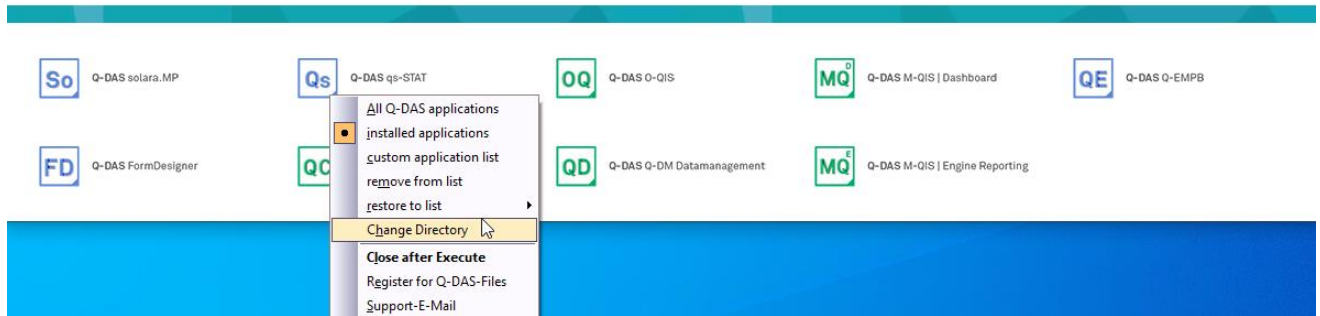 So Q-DAS solara.MP
Qs Q-DAS qs-STAT
OQ Q-DAS O-QIS
MQ D Q-DAS M-QIS | Dashboard
QE Q-DAS Q-EMPB
FD Q-DAS FormDesigner
QC
QD Q-DAS Q-DM Datamanagement
MQ E Q-DAS M-QIS | Engine Reporting
All Q-DAS applications
installed applications
custom application list
remove from list
restore to list
Change Directory
Close after Execute
Register for Q-DAS-Files
Support-E-Mail